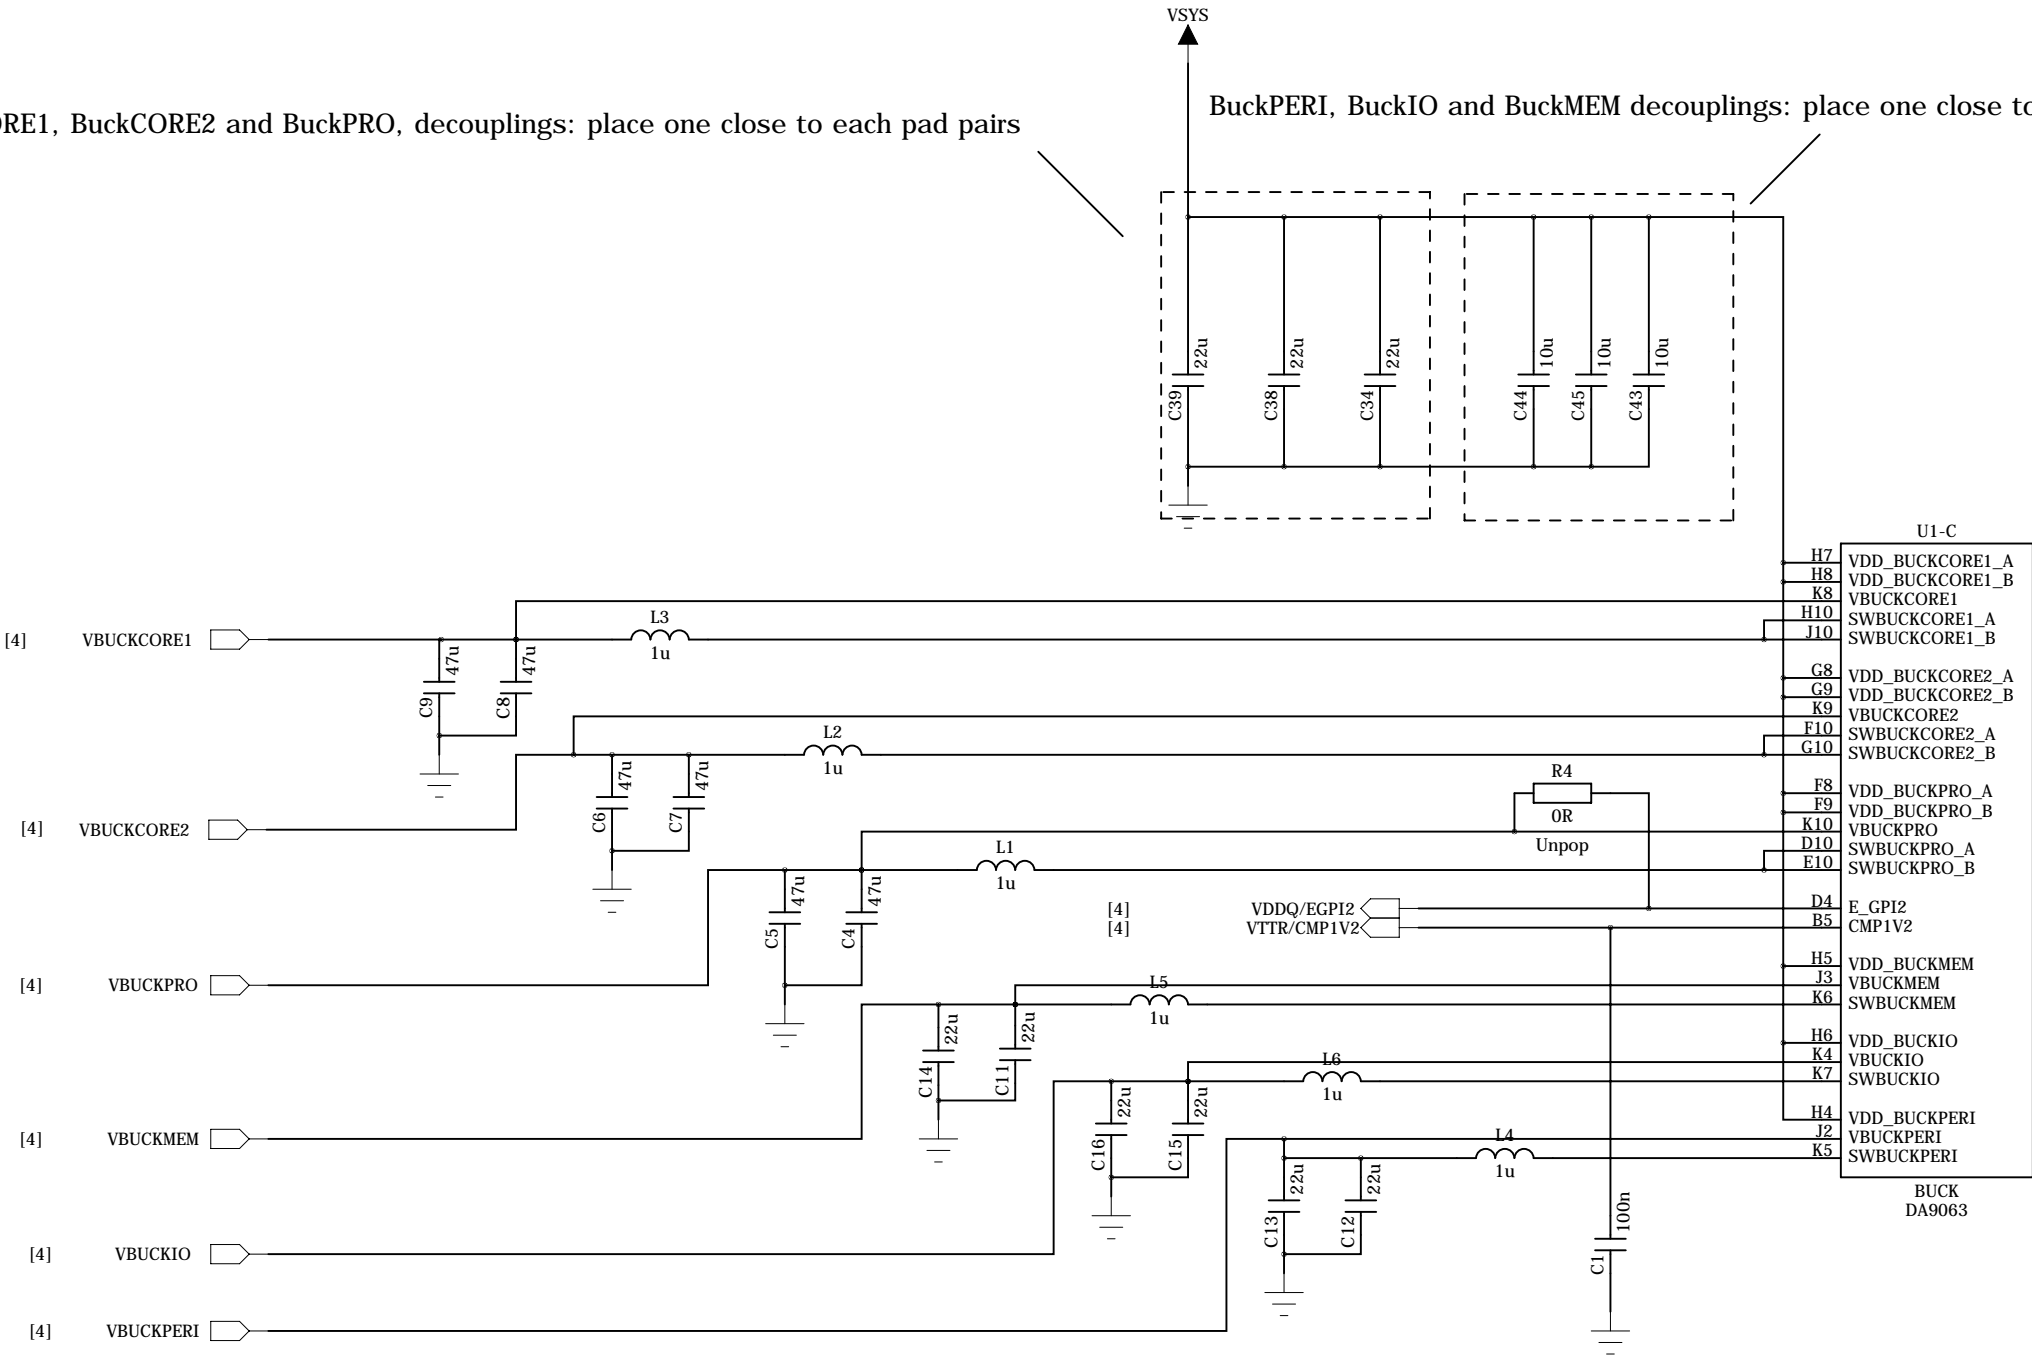 VSYS
BuckPERI, BuckIO and BuckMEM decouplings: place one close to
ORE1, BuckCORE2 and BuckPRO, decouplings: place one close to each pad pairs
C39 22u
C38 22u
C34 22u
C44 10u
C45 10u
C43 10u
U1-C
H7 VDD_BUCKCORE1_A
H8 VDD_BUCKCORE1_B
K8 VBUCKCORE1
H10 SWBUCKCORE1_A
J10 SWBUCKCORE1_B
G8 VDD_BUCKCORE2_A
G9 VDD_BUCKCORE2_B
K9 VBUCKCORE2
F10 SWBUCKCORE2_A
G10 SWBUCKCORE2_B
F8 VDD_BUCKPRO_A
F9 VDD_BUCKPRO_B
K10 VBUCKPRO
D10 SWBUCKPRO_A
E10 SWBUCKPRO_B
D4 E_GPI2
B5 CMP1V2
H5 VDD_BUCKMEM
J3 VBUCKMEM
K6 SWBUCKMEM
H6 VDD_BUCKIO
K4 VBUCKIO
K7 SWBUCKIO
H4 VDD_BUCKPERI
J2 VBUCKPERI
K5 SWBUCKPERI
BUCK
DA9063
[4] VBUCKCORE1
C9 47u
C8 47u
L3
1u
[4] VBUCKCORE2
C6 47u
C7 47u
L2
1u
R4
0R
Unpop
[4] VBUCKPRO
C5 47u
C4 47u
L1
1u
[4] VDDQ/EGPI2
[4] VTTR/CMP1V2
[4] VBUCKMEM
C14 22u
C11 22u
L5
1u
[4] VBUCKIO
C16 22u
C15 22u
L6
1u
[4] VBUCKPERI
C13 22u
C12 22u
L4
1u
C1 100n